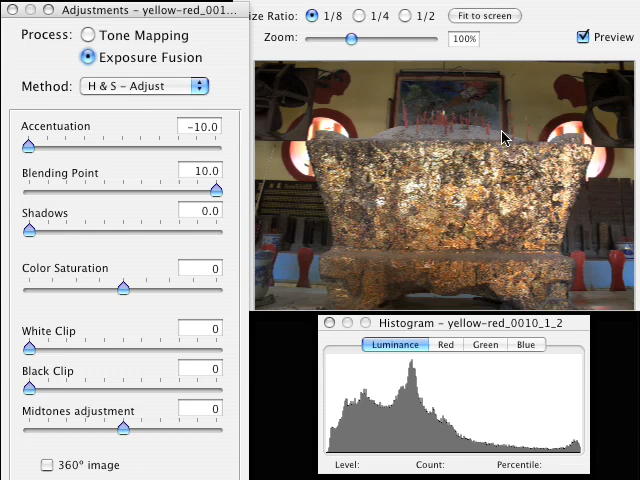 Adjustments - yellow-red_001...
ize Ratio: 1/8 1/4 1/2 Fit to screen
Process: Tone Mapping
Zoom: 100% Preview
Exposure Fusion
Method: H & S - Adjust
Accentuation -10.0
Blending Point 10.0
Shadows 0.0
Color Saturation 0
White Clip 0
Black Clip 0
Midtones adjustment 0
360° image
Histogram - yellow-red_0010_1_2
Luminance Red Green Blue
Level: Count: Percentile: